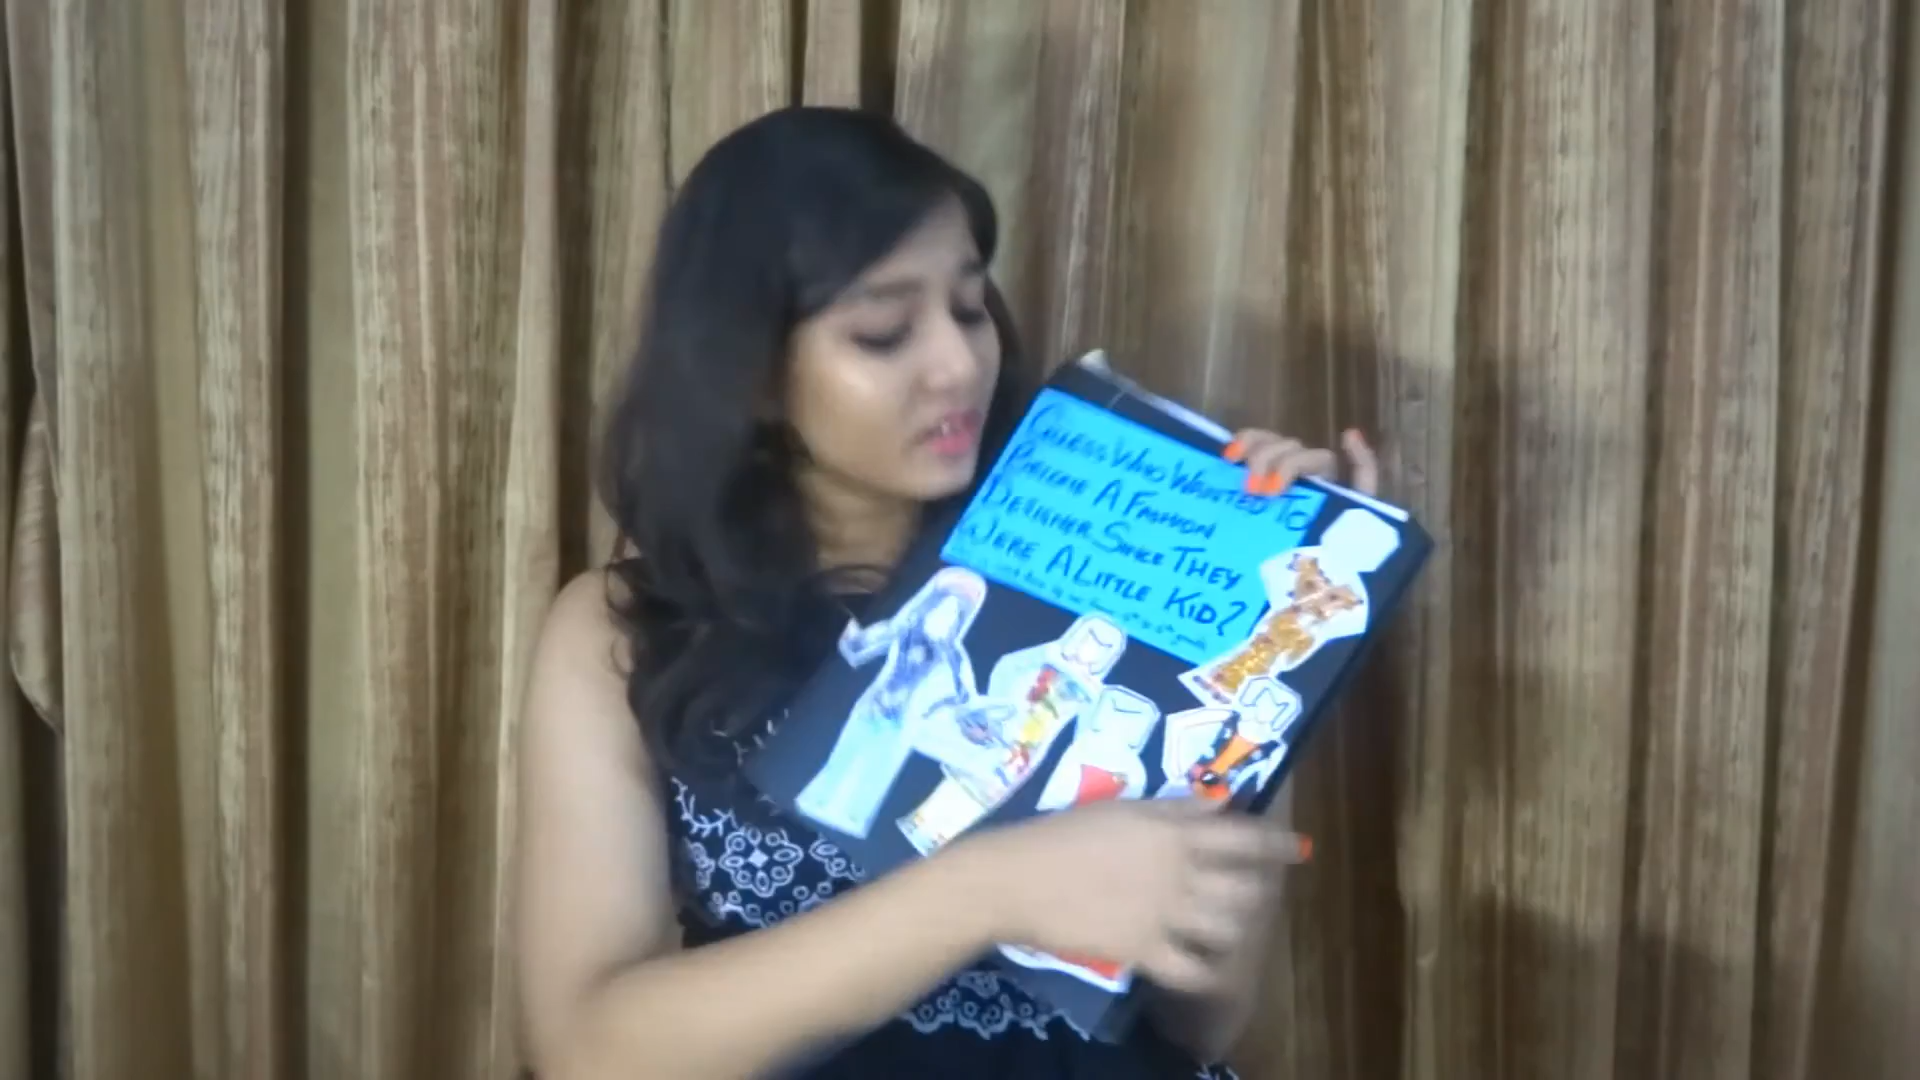 Guess Who Wanted To
Become A Fashion
Designer Since They
Were A Little Kid?